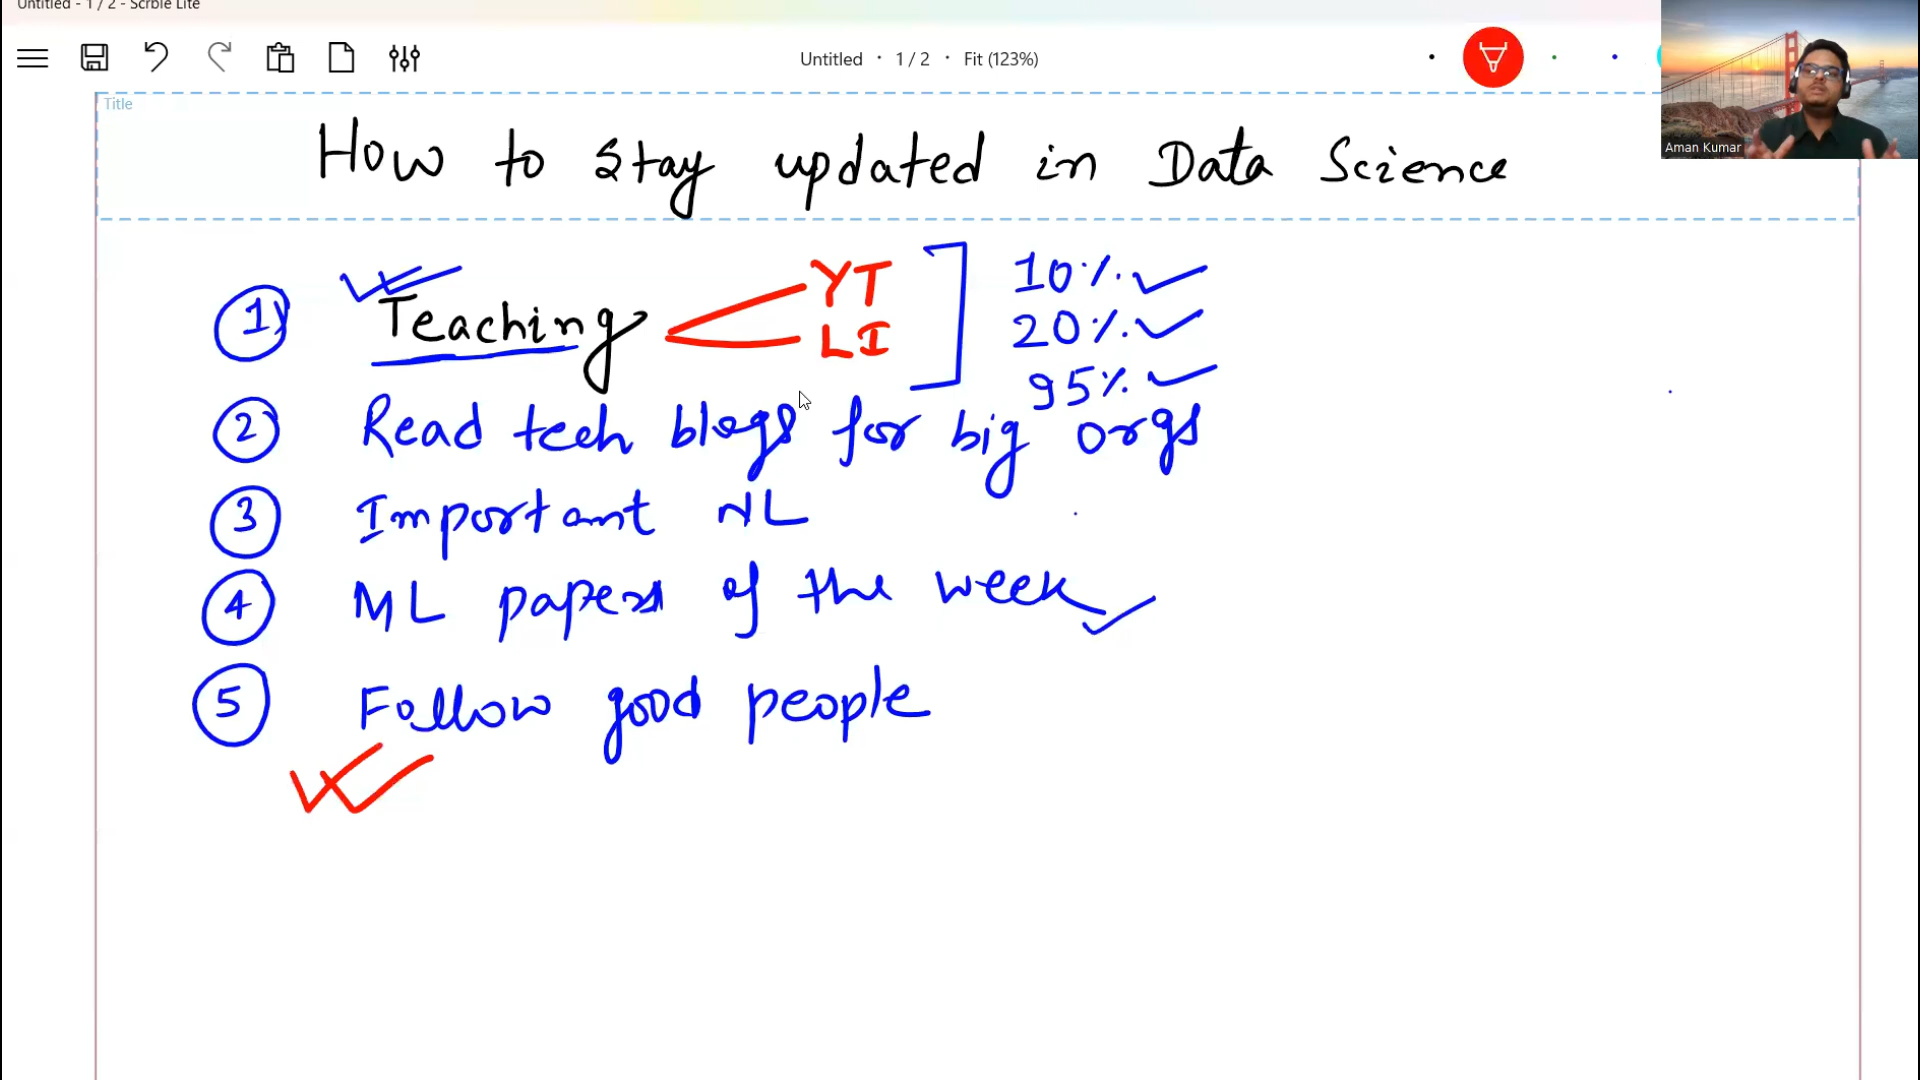 Untitled - 1 / 2 - Scrble Lite
Untitled · 1 / 2 · Fit (123%)
Aman Kumar
Title
How to Stay updated in Data Science
1) Teaching YT LI 10% 20% 95%
2 Read tech blogs for big orgs
3 Important NL
4 ML papers of the week
5 Follow good people